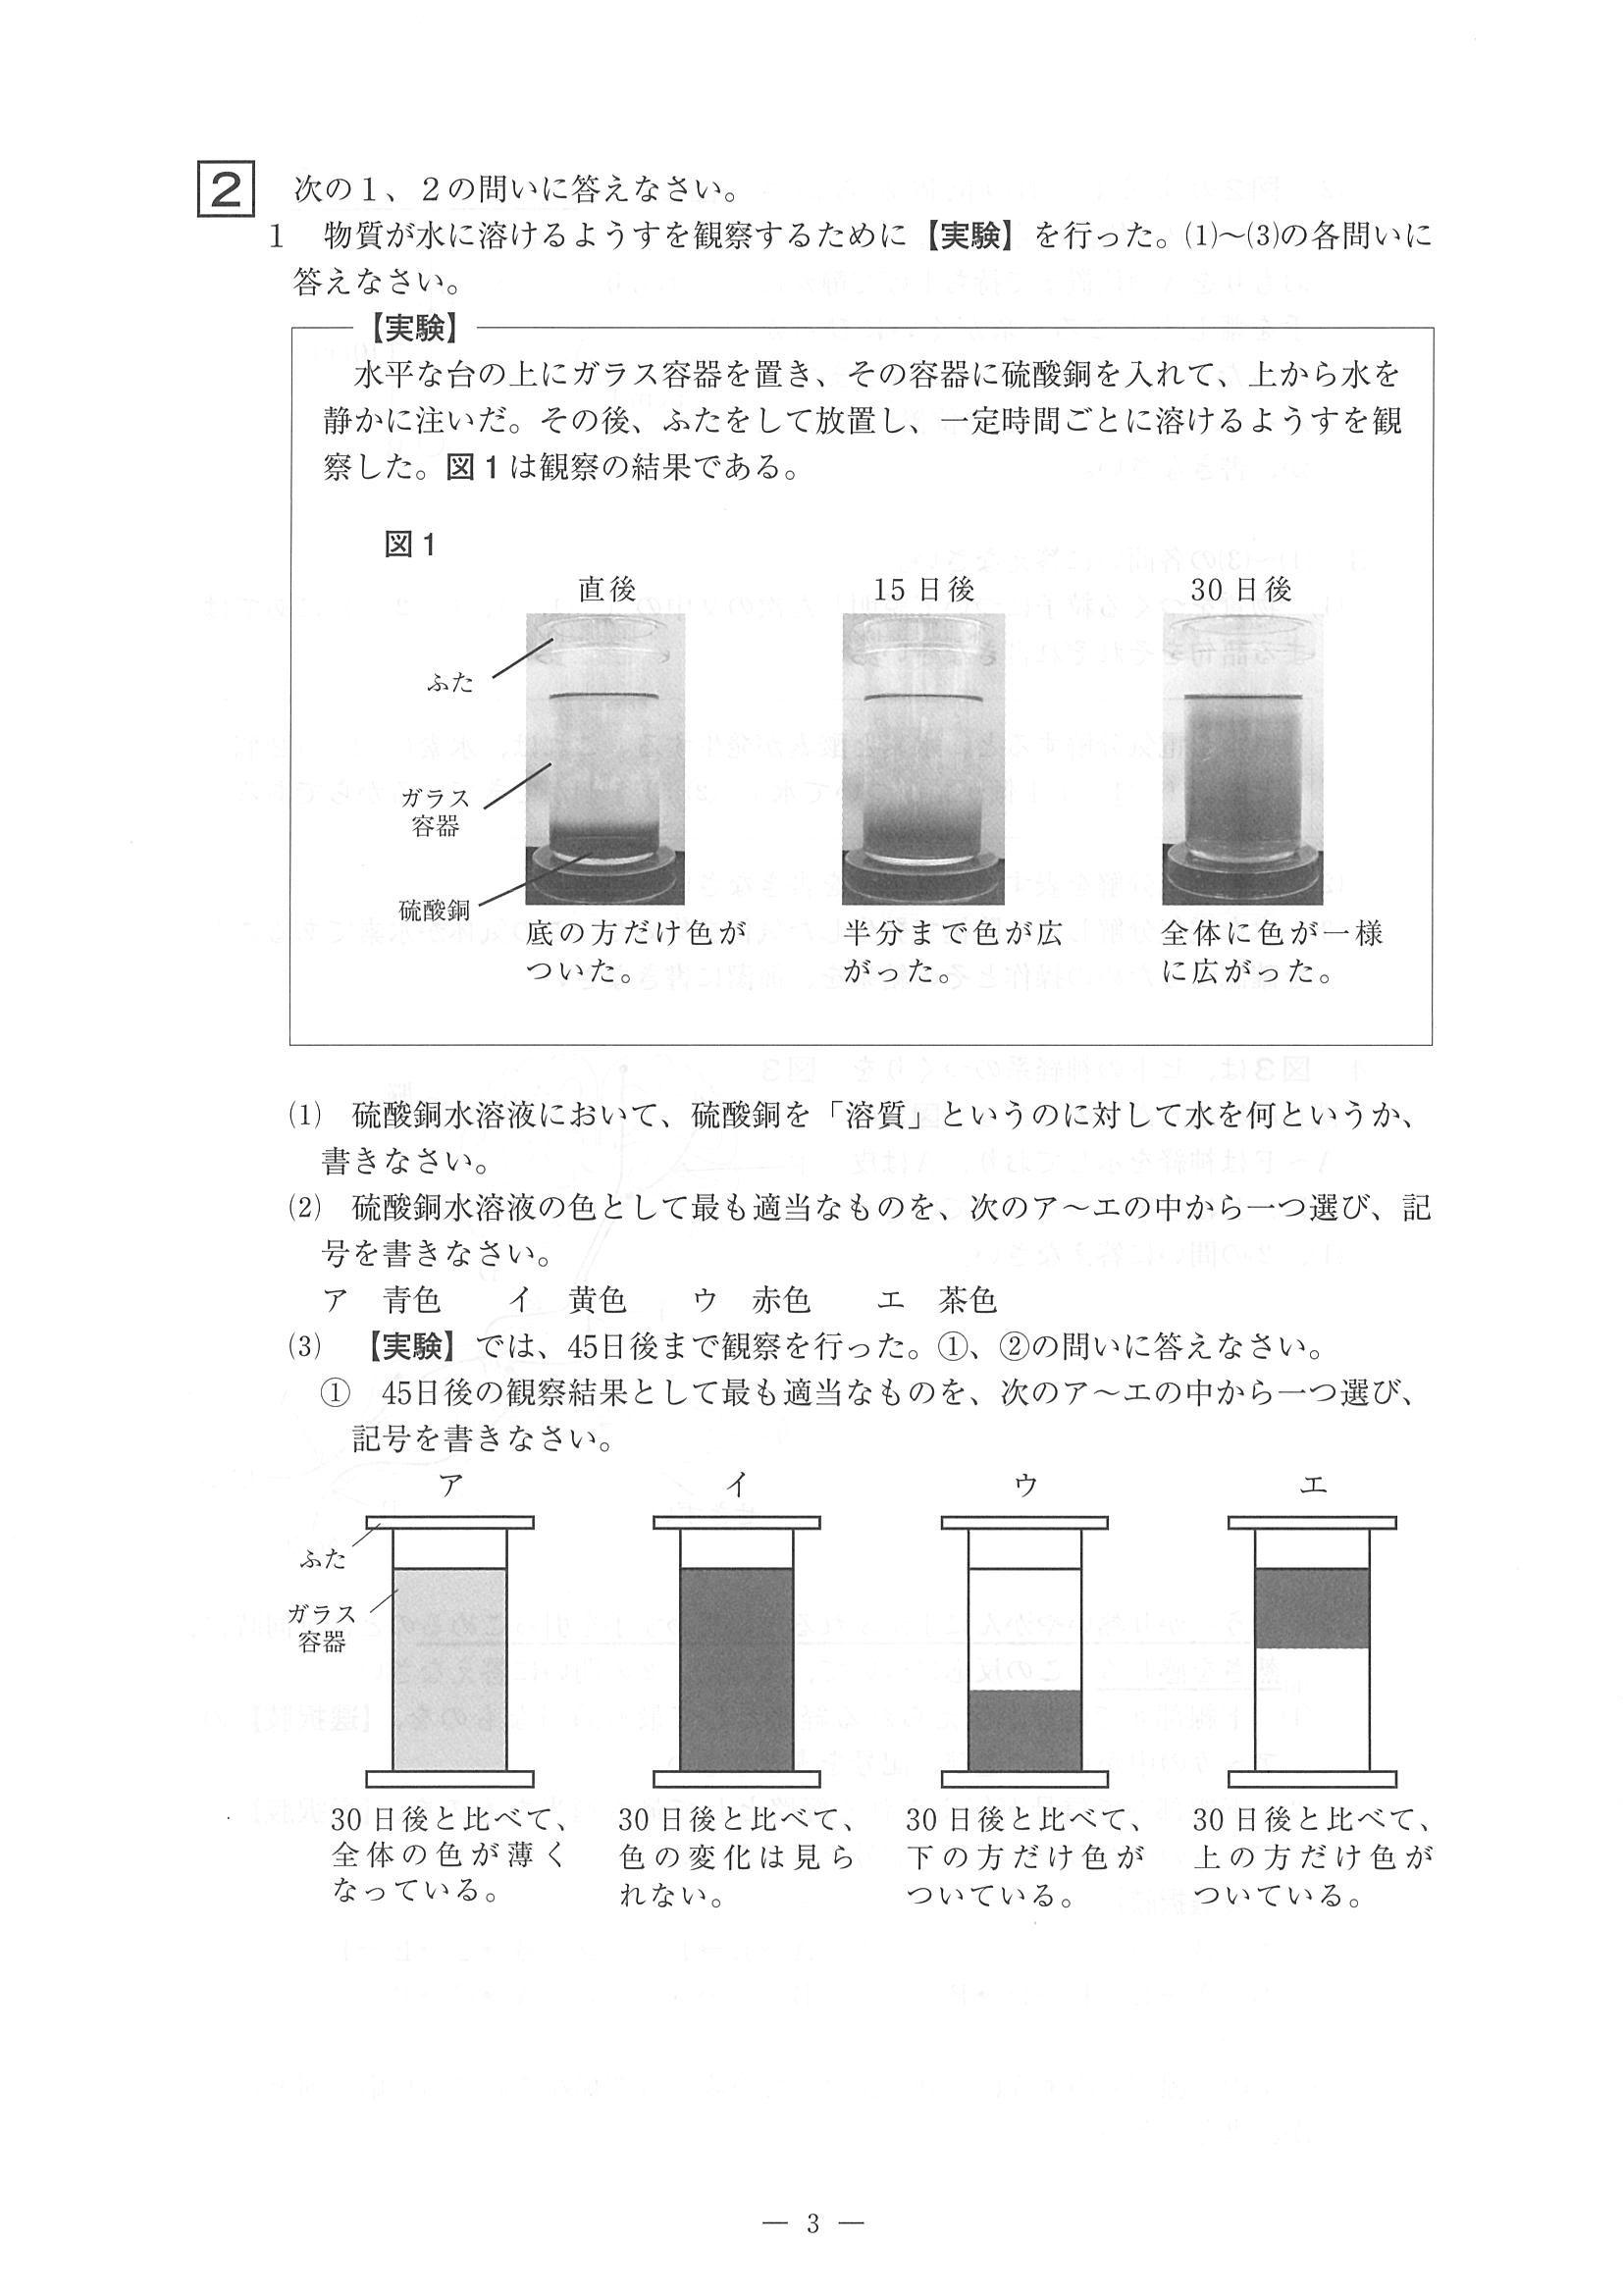 2 次の1、2の問いに答えなさい。
1 物質が水に溶けるようすを観察するために【実験】を行った。(1)〜(3)の各問いに
答えなさい。
【実験】
水平な台の上にガラス容器を置き、その容器に硫酸銅を入れて、上から水を
静かに注いだ。その後、ふたをして放置し、一定時間ごとに溶けるようすを観
察した。図1は観察の結果である。
図1
直後 15日後 30日後
ふた
ガラス
容器
硫酸銅
底の方だけ色が
ついた。
半分まで色が広
がった。
全体に色が一様
に広がった。
(1) 硫酸銅水溶液において、硫酸銅を「溶質」というのに対して水を何というか、
書きなさい。
(2) 硫酸銅水溶液の色として最も適当なものを、次のア〜エの中から一つ選び、記
号を書きなさい。
ア 青色 イ 黄色 ウ 赤色 エ 茶色
(3) 【実験】では、45日後まで観察を行った。①、②の問いに答えなさい。
① 45日後の観察結果として最も適当なものを、次のア〜エの中から一つ選び、
記号を書きなさい。
ア イ ウ エ
ふた
ガラス
容器
30日後と比べて、
全体の色が薄く
なっている。
30日後と比べて、
色の変化は見ら
れない。
30日後と比べて、
下の方だけ色が
ついている。
30日後と比べて、
上の方だけ色が
ついている。
— 3 —